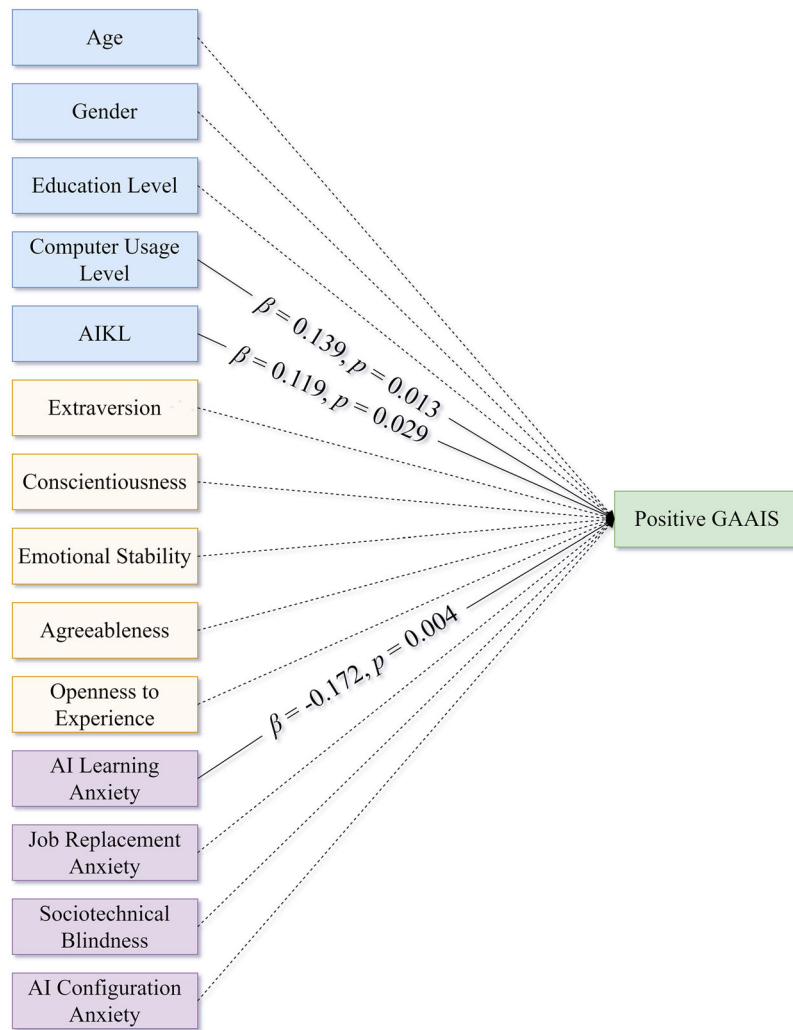 Age
Gender
Education Level
Computer Usage
Level
AIKL
Extraversion
Conscientiousness
Emotional Stability
Agreeableness
Openness to
Experience
AI Learning
Anxiety
Job Replacement
Anxiety
Sociotechnical
Blindness
AI Configuration
Anxiety
β = 0.139, p = 0.013
β = 0.119, p = 0.029
β = -0.172, p = 0.004
Positive GAAIS